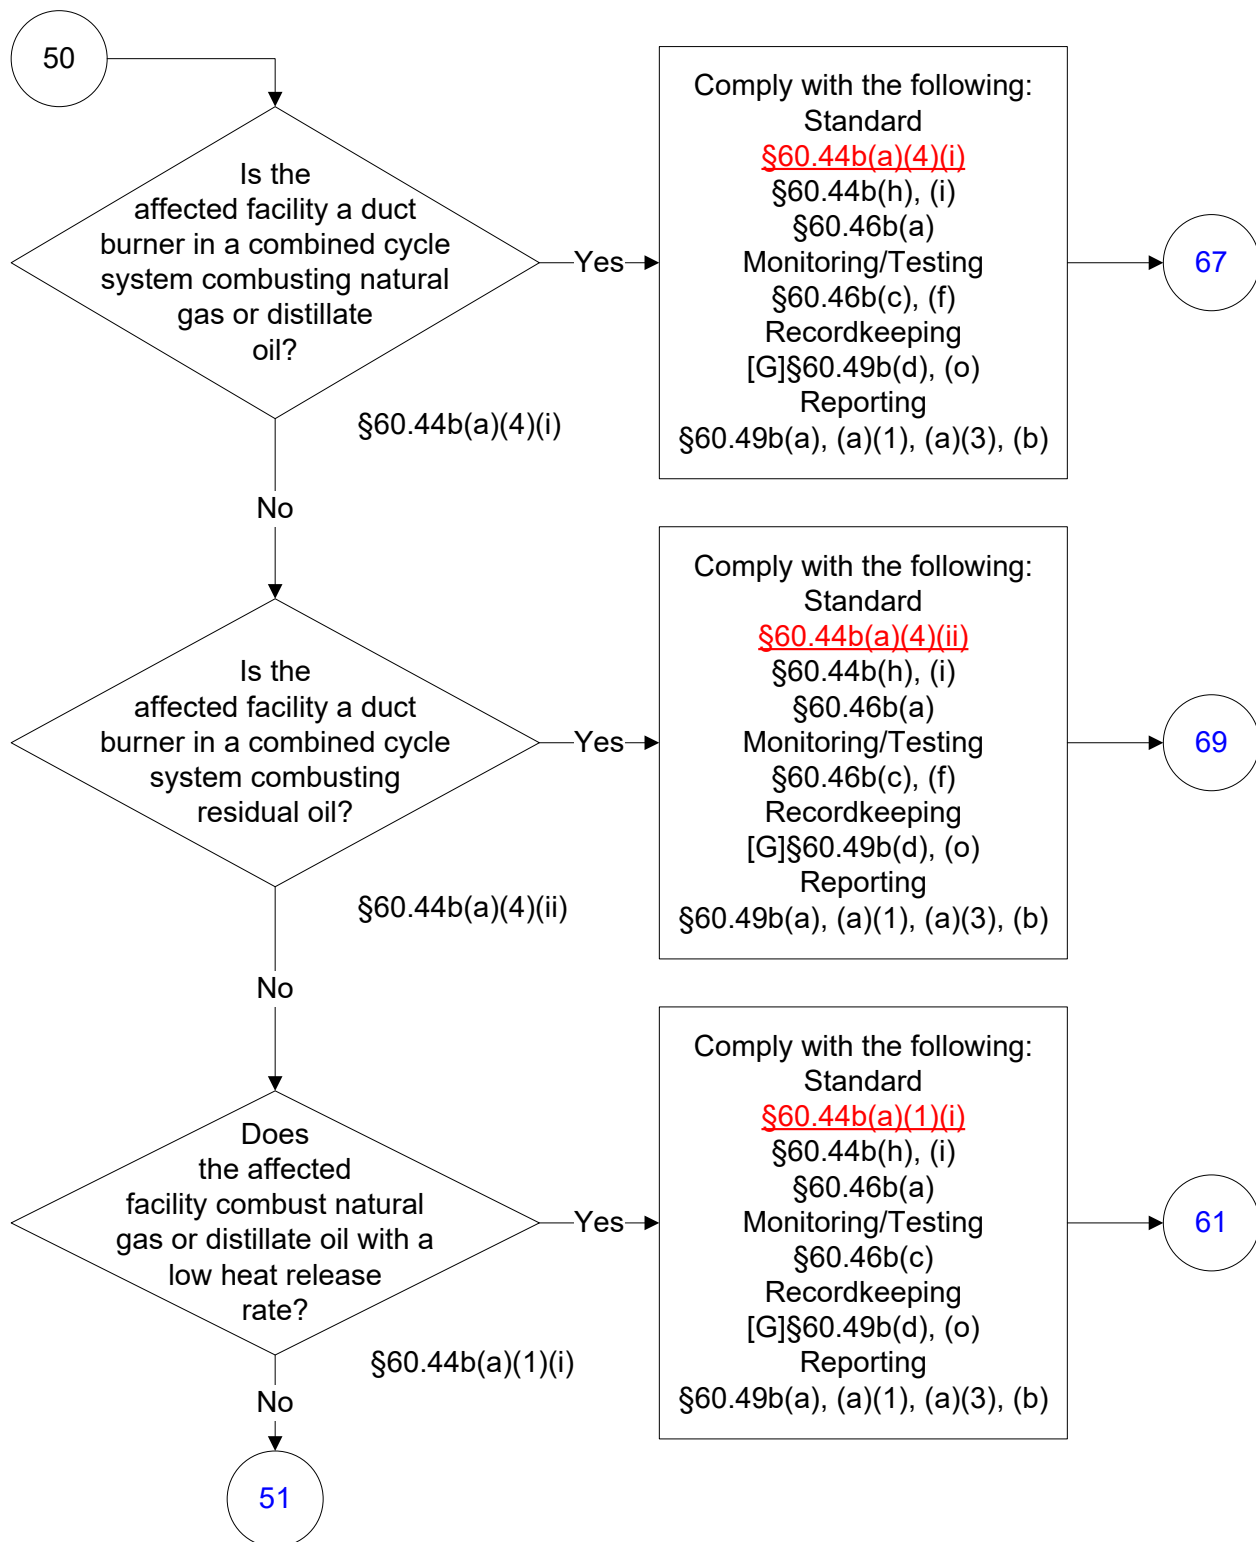 50
Is the
affected facility a duct
burner in a combined cycle
system combusting natural
gas or distillate
oil?
§60.44b(a)(4)(i)
Yes
Comply with the following:
Standard
§60.44b(a)(4)(i)
§60.44b(h), (i)
§60.46b(a)
Monitoring/Testing
§60.46b(c), (f)
Recordkeeping
[G]§60.49b(d), (o)
Reporting
§60.49b(a), (a)(1), (a)(3), (b)
67
No
Is the
affected facility a duct
burner in a combined cycle
system combusting
residual oil?
§60.44b(a)(4)(ii)
Yes
Comply with the following:
Standard
§60.44b(a)(4)(ii)
§60.44b(h), (i)
§60.46b(a)
Monitoring/Testing
§60.46b(c), (f)
Recordkeeping
[G]§60.49b(d), (o)
Reporting
§60.49b(a), (a)(1), (a)(3), (b)
69
No
Does
the affected
facility combust natural
gas or distillate oil with a
low heat release
rate?
§60.44b(a)(1)(i)
Yes
Comply with the following:
Standard
§60.44b(a)(1)(i)
§60.44b(h), (i)
§60.46b(a)
Monitoring/Testing
§60.46b(c)
Recordkeeping
[G]§60.49b(d), (o)
Reporting
§60.49b(a), (a)(1), (a)(3), (b)
61
No
51